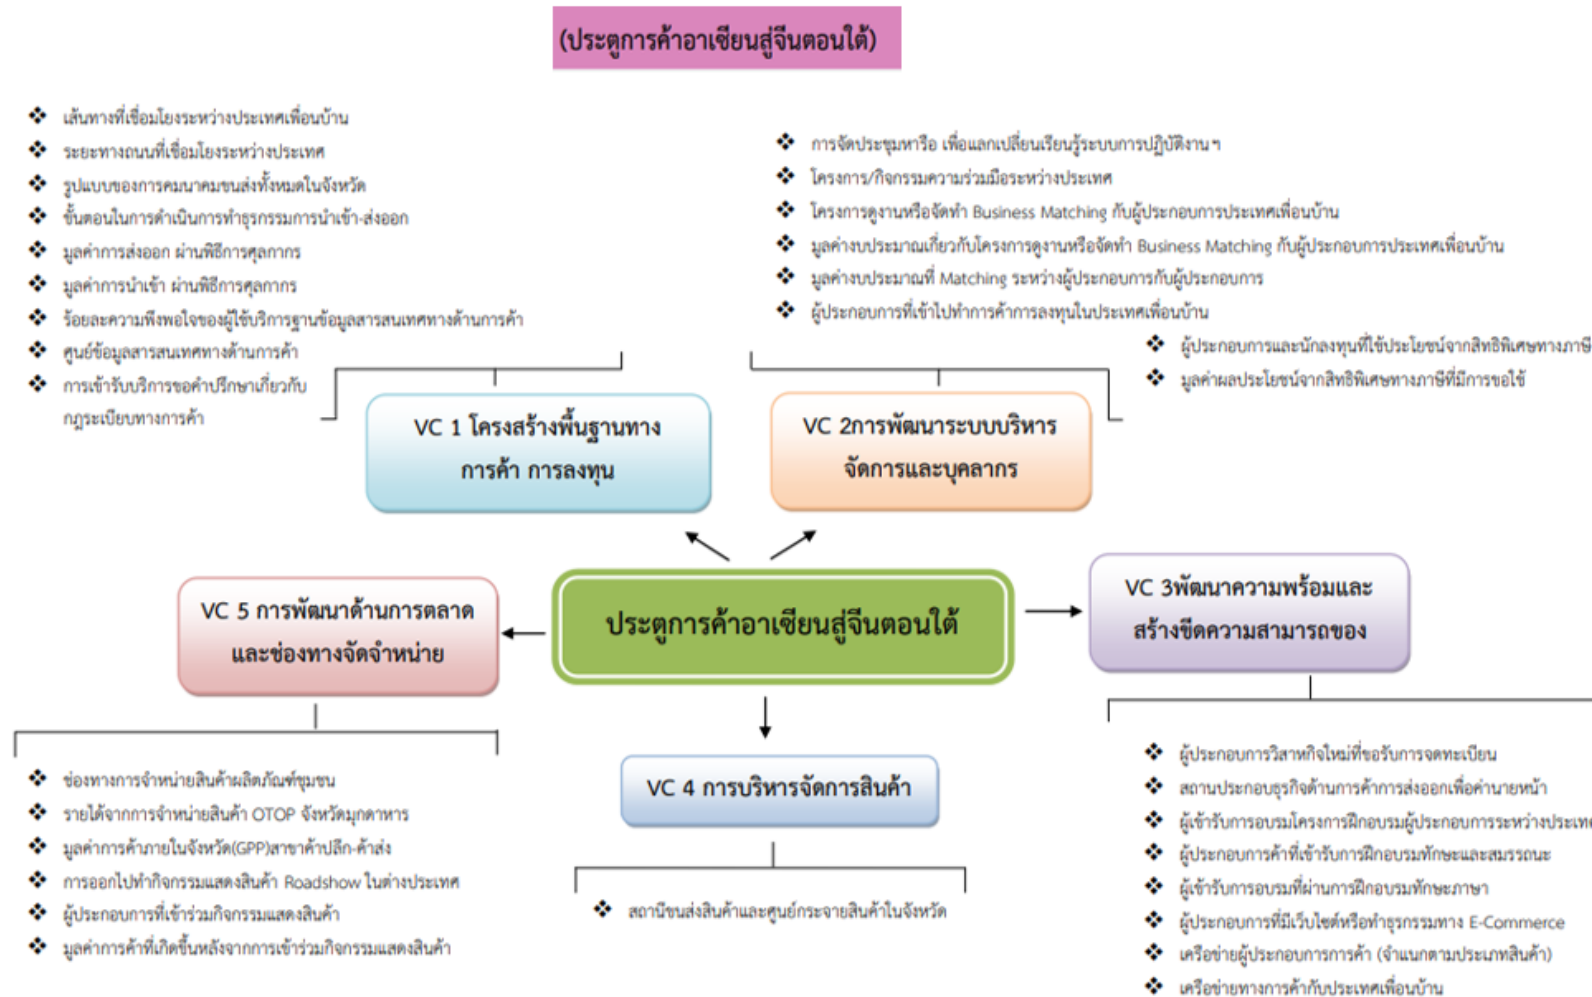 (ประตูการค้าอาเซียนสู่จีนตอนใต้)
❖ เส้นทางที่เชื่อมโยงระหว่างประเทศเพื่อนบ้าน
❖ ระยะทางถนนที่เชื่อมโยงระหว่างประเทศ
❖ รูปแบบของการคมนาคมขนส่งทั้งหมดในจังหวัด
❖ ขั้นตอนในการดำเนินการทำธุรกรรมการนำเข้า-ส่งออก
❖ มูลค่าการส่งออก ผ่านพิธีการศุลกากร
❖ มูลค่าการนำเข้า ผ่านพิธีการศุลกากร
❖ ร้อยละความพึงพอใจของผู้ใช้บริการฐานข้อมูลสารสนเทศทางด้านการค้า
❖ ศูนย์ข้อมูลสารสนเทศทางด้านการค้า
❖ การเข้ารับบริการขอคำปรึกษาเกี่ยวกับ
กฎระเบียบทางการค้า
❖ การจัดประชุมหารือ เพื่อแลกเปลี่ยนเรียนรู้ระบบการปฏิบัติงานฯ
❖ โครงการ/กิจกรรมความร่วมมือระหว่างประเทศ
❖ โครงการดูงานหรือจัดทำ Business Matching กับผู้ประกอบการประเทศเพื่อนบ้าน
❖ มูลค่างบประมาณเกี่ยวกับโครงการดูงานหรือจัดทำ Business Matching กับผู้ประกอบการประเทศเพื่อนบ้าน
❖ มูลค่างบประมาณที่ Matching ระหว่างผู้ประกอบการกับผู้ประกอบการ
❖ ผู้ประกอบการที่เข้าไปทำการค้าการลงทุนในประเทศเพื่อนบ้าน
❖ ผู้ประกอบการและนักลงทุนที่ใช้ประโยชน์จากสิทธิพิเศษทางภาษี
❖ มูลค่าผลประโยชน์จากสิทธิพิเศษทางภาษีที่มีการขอใช้
VC 1 โครงสร้างพื้นฐานทาง
การค้า การลงทุน
VC 2การพัฒนาระบบบริหาร
จัดการและบุคลากร
VC 5 การพัฒนาด้านการตลาด
และช่องทางจัดจำหน่าย
ประตูการค้าอาเซียนสู่จีนตอนใต้
VC 3พัฒนาความพร้อมและ
สร้างขีดความสามารถของ
VC 4 การบริหารจัดการสินค้า
❖ ช่องทางการจำหน่ายสินค้าผลิตภัณฑ์ชุมชน
❖ รายได้จากการจำหน่ายสินค้า OTOP จังหวัดมุกดาหาร
❖ มูลค่าการค้าภายในจังหวัด(GPP)สาขาค้าปลีก-ค้าส่ง
❖ การออกไปทำกิจกรรมแสดงสินค้า Roadshow ในต่างประเทศ
❖ ผู้ประกอบการที่เข้าร่วมกิจกรรมแสดงสินค้า
❖ มูลค่าการค้าที่เกิดขึ้นหลังจากการเข้าร่วมกิจกรรมแสดงสินค้า
❖ สถานีขนส่งสินค้าและศูนย์กระจายสินค้าในจังหวัด
❖ ผู้ประกอบการวิสาหกิจใหม่ที่ขอรับการจดทะเบียน
❖ สถานประกอบธุรกิจด้านการค้าการส่งออกเพื่อค่านายหน้า
❖ ผู้เข้ารับการอบรมโครงการฝึกอบรมผู้ประกอบการระหว่างประเทศ
❖ ผู้ประกอบการค้าที่เข้ารับการฝึกอบรมทักษะและสมรรถนะ
❖ ผู้เข้ารับการอบรมที่ผ่านการฝึกอบรมทักษะภาษา
❖ ผู้ประกอบการที่มีเว็บไซต์หรือทำธุรกรรมทาง E-Commerce
❖ เครือข่ายผู้ประกอบการการค้า (จำแนกตามประเภทสินค้า)
❖ เครือข่ายทางการค้ากับประเทศเพื่อนบ้าน